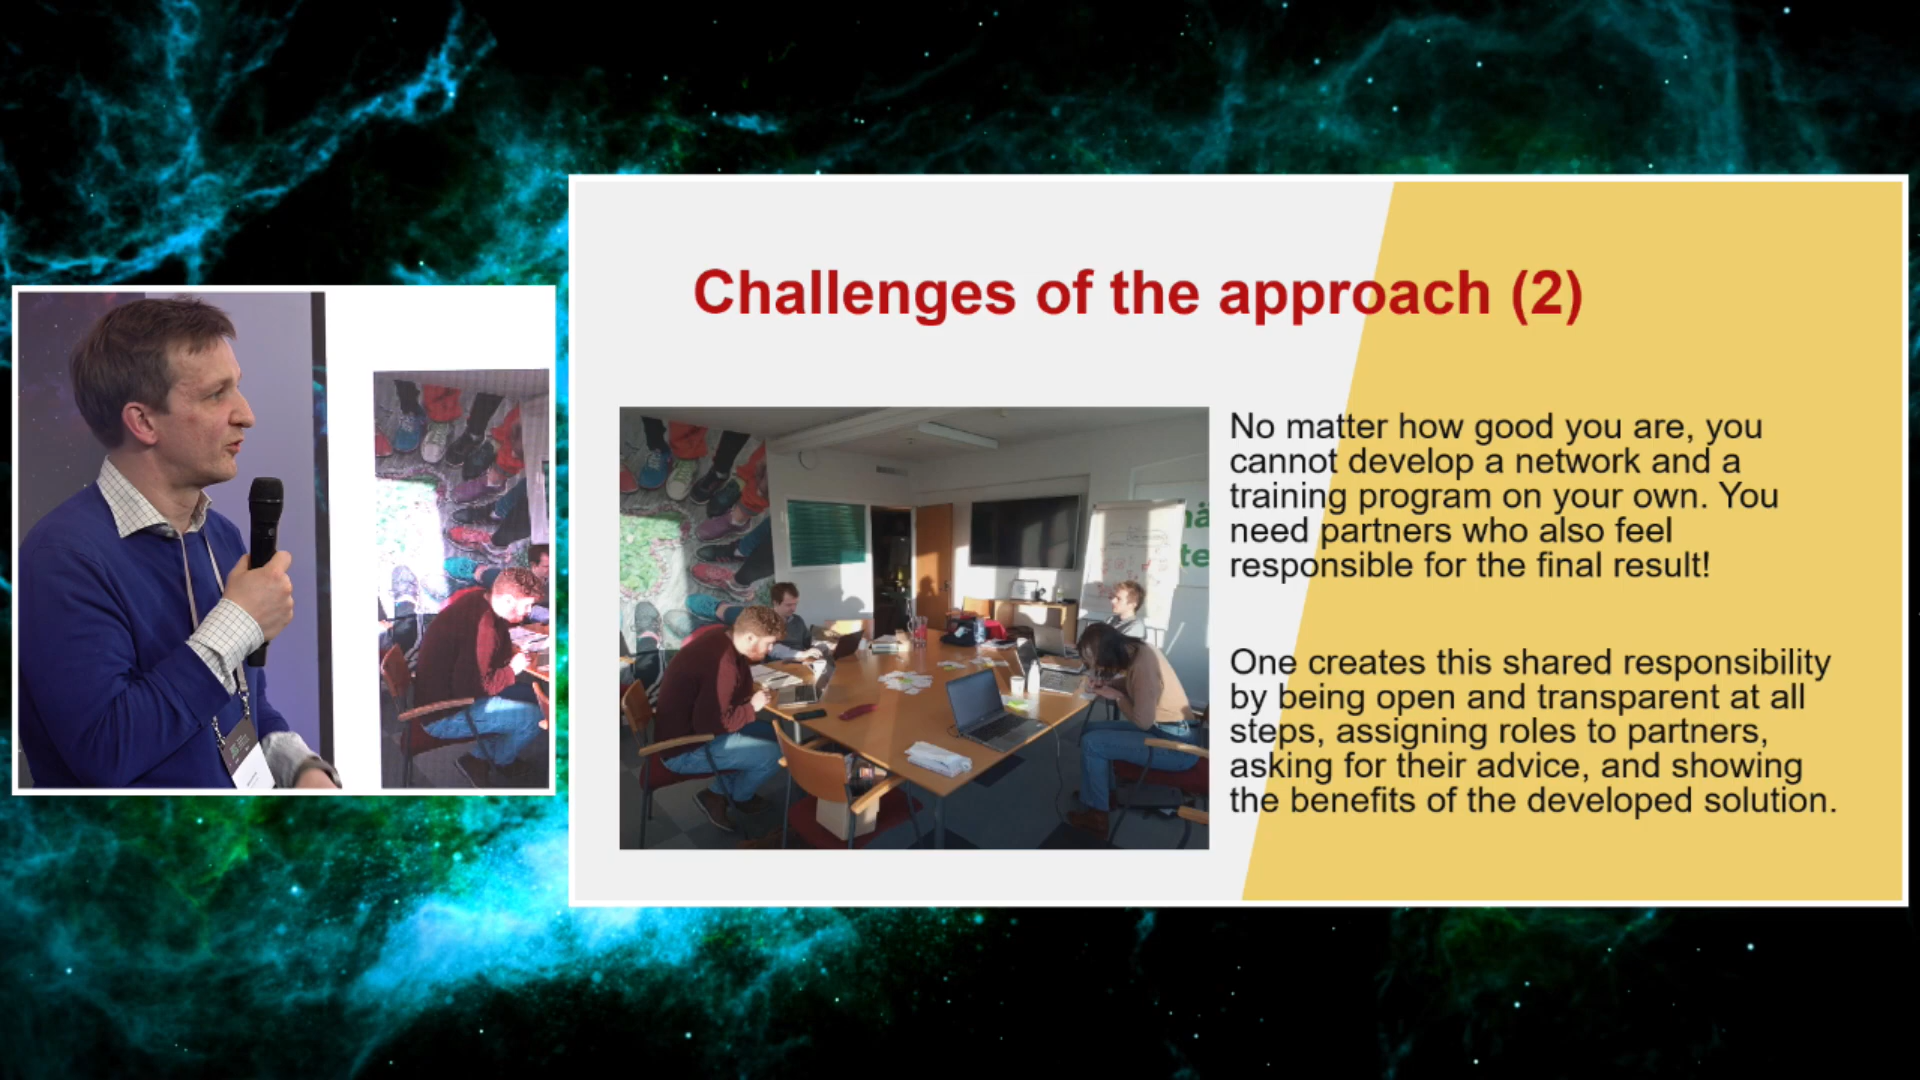 Challenges of the approach (2)
No matter how good you are, you
cannot develop a network and a
training program on your own. You
need partners who also feel
responsible for the final result!
One creates this shared responsibility
by being open and transparent at all
steps, assigning roles to partners,
asking for their advice, and showing
the benefits of the developed solution.